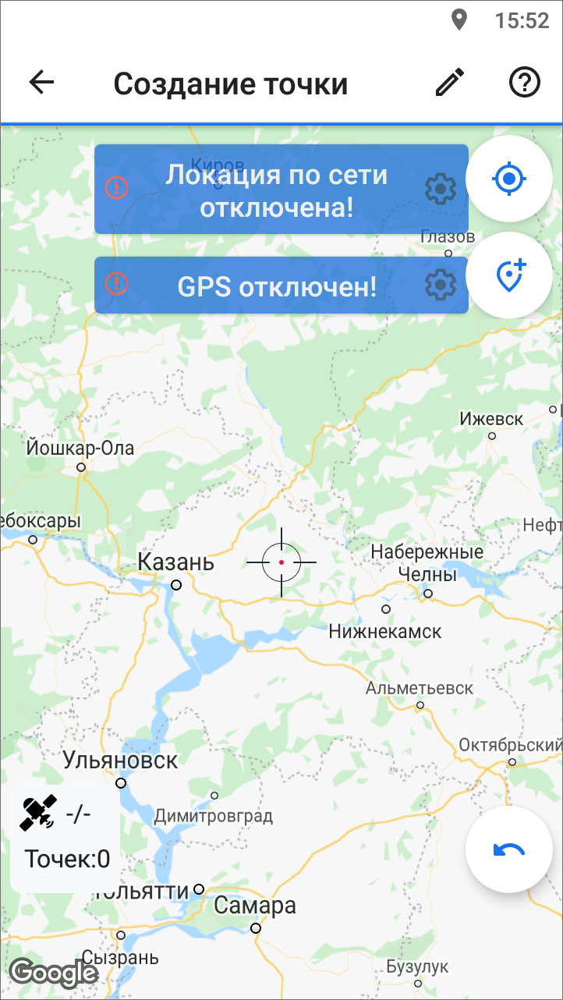 15:52
Создание точки
Киров
Локация по сети
отключена!
Глазов
GPS отключен!
Ижевск
Йошкар-Ола
ебоксары
Нефт
Казань
Набережные
Челны
Нижнекамск
Альметьевск
Октябрьский
Ульяновск
-/-
Димитровград
Точек:0
ольятти
Самара
Сызрань
Бузулук
Google